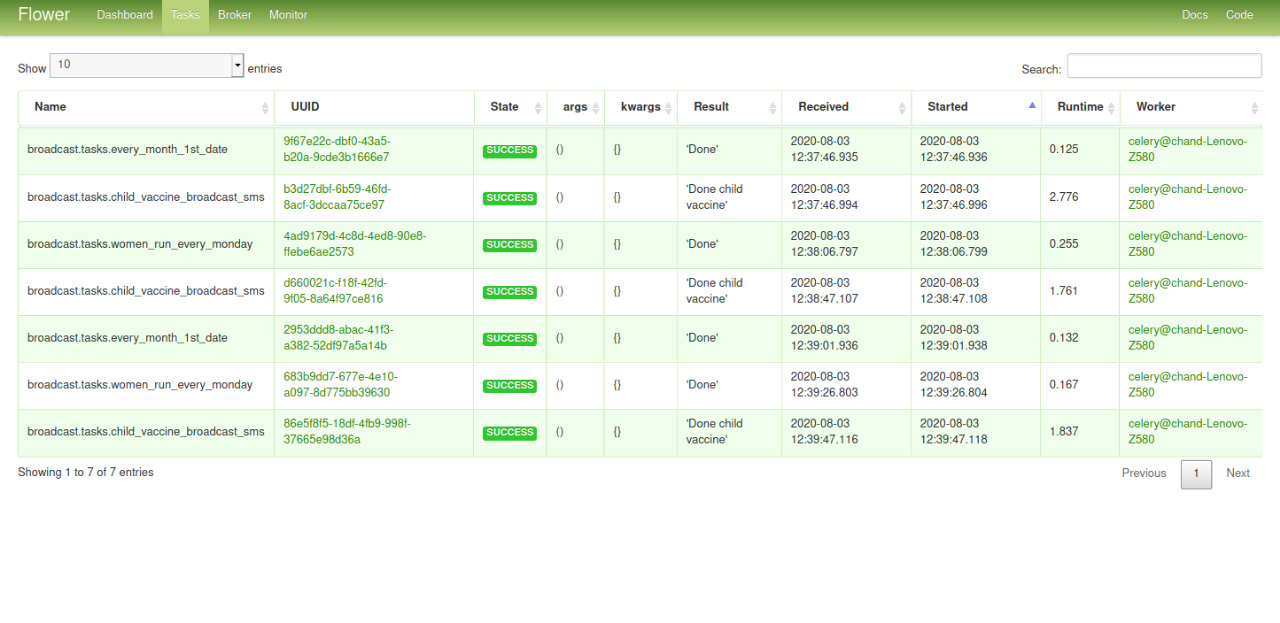 Flower Dashboard Tasks Broker Monitor Docs Code
Show 10 entries Search:
Name UUID State args kwargs Result Received Started Runtime Worker
broadcast.tasks.every_month_1st_date 9f67e22c-dbf0-43a5-b20a-9cde3b1666e7 SUCCESS () {} 'Done' 2020-08-03 12:37:46.935 2020-08-03 12:37:46.936 0.125 celery@chand-Lenovo-Z580
broadcast.tasks.child_vaccine_broadcast_sms b3d27dbf-6b59-46fd-8acf-3dccaa75ce97 SUCCESS () {} 'Done child vaccine' 2020-08-03 12:37:46.994 2020-08-03 12:37:46.996 2.776 celery@chand-Lenovo-Z580
broadcast.tasks.women_run_every_monday 4ad9179d-4c8d-4ed8-90e8-ffebe6ae2573 SUCCESS () {} 'Done' 2020-08-03 12:38:06.797 2020-08-03 12:38:06.799 0.255 celery@chand-Lenovo-Z580
broadcast.tasks.child_vaccine_broadcast_sms d660021c-f18f-42fd-9f05-8a64f97ce816 SUCCESS () {} 'Done child vaccine' 2020-08-03 12:38:47.107 2020-08-03 12:38:47.108 1.761 celery@chand-Lenovo-Z580
broadcast.tasks.every_month_1st_date 2953ddd8-abac-41f3-a382-52df97a5a14b SUCCESS () {} 'Done' 2020-08-03 12:39:01.936 2020-08-03 12:39:01.938 0.132 celery@chand-Lenovo-Z580
broadcast.tasks.women_run_every_monday 683b9dd7-677e-4e10-a097-8d775bb39630 SUCCESS () {} 'Done' 2020-08-03 12:39:26.803 2020-08-03 12:39:26.804 0.167 celery@chand-Lenovo-Z580
broadcast.tasks.child_vaccine_broadcast_sms 86e5f8f5-18df-4fb9-998f-37665e98d36a SUCCESS () {} 'Done child vaccine' 2020-08-03 12:39:47.116 2020-08-03 12:39:47.118 1.837 celery@chand-Lenovo-Z580
Showing 1 to 7 of 7 entries Previous 1 Next